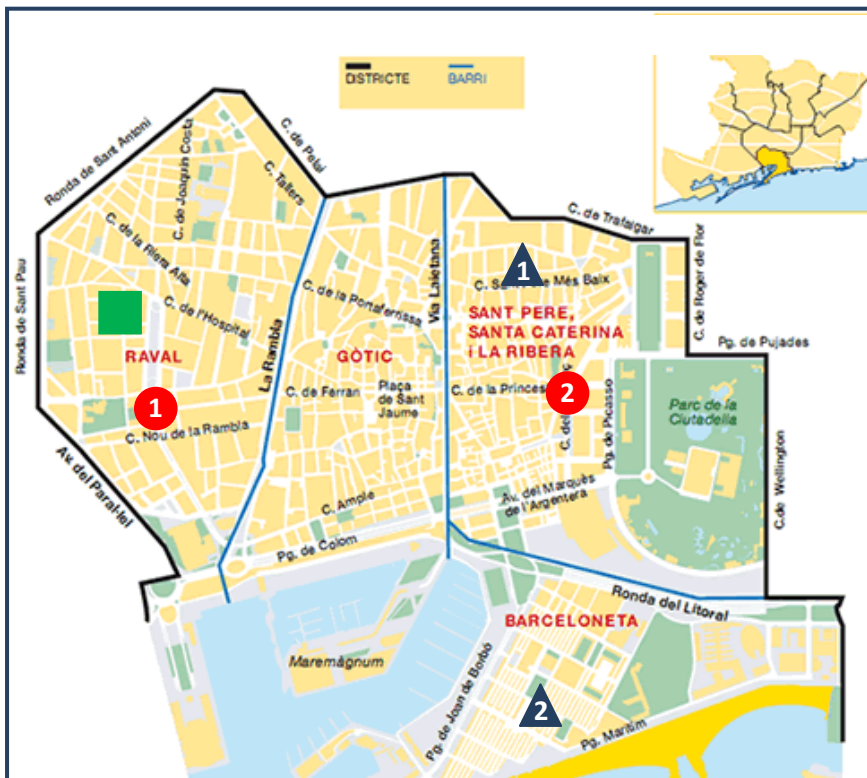 DISTRICTE
BARRI
Ronda de Sant Antoni
C. de Joaquín Costa
C. de Pelai
C. Tallers
C. de la Riera Alta
C. de l'Hospital
Ronda de Sant Pau
RAVAL
1
C. Nou de la Rambla
Av. del Paral·lel
La Rambla
C. de la Portaferrissa
GÒTIC
C. de Ferran
Plaça
de Sant
Jaume
C. Ample
Pg. de Colom
Via Laietana
C. de Trafalgar
1
C. S
e Més Baix
SANT PERE,
SANTA CATERINA
i LA RIBERA
C. de la Princes
2
C. de
Pg. de Picasso
C. de Roger de Flor
Pg. de Pujades
Parc de la
Ciutadella
C.de Wellington
Av. del Marquès
de l'Argentera
Ronda del Litoral
BARCELONETA
Maremàgnum
Pg. de Joan de Borbó
2
Pg. Marítim